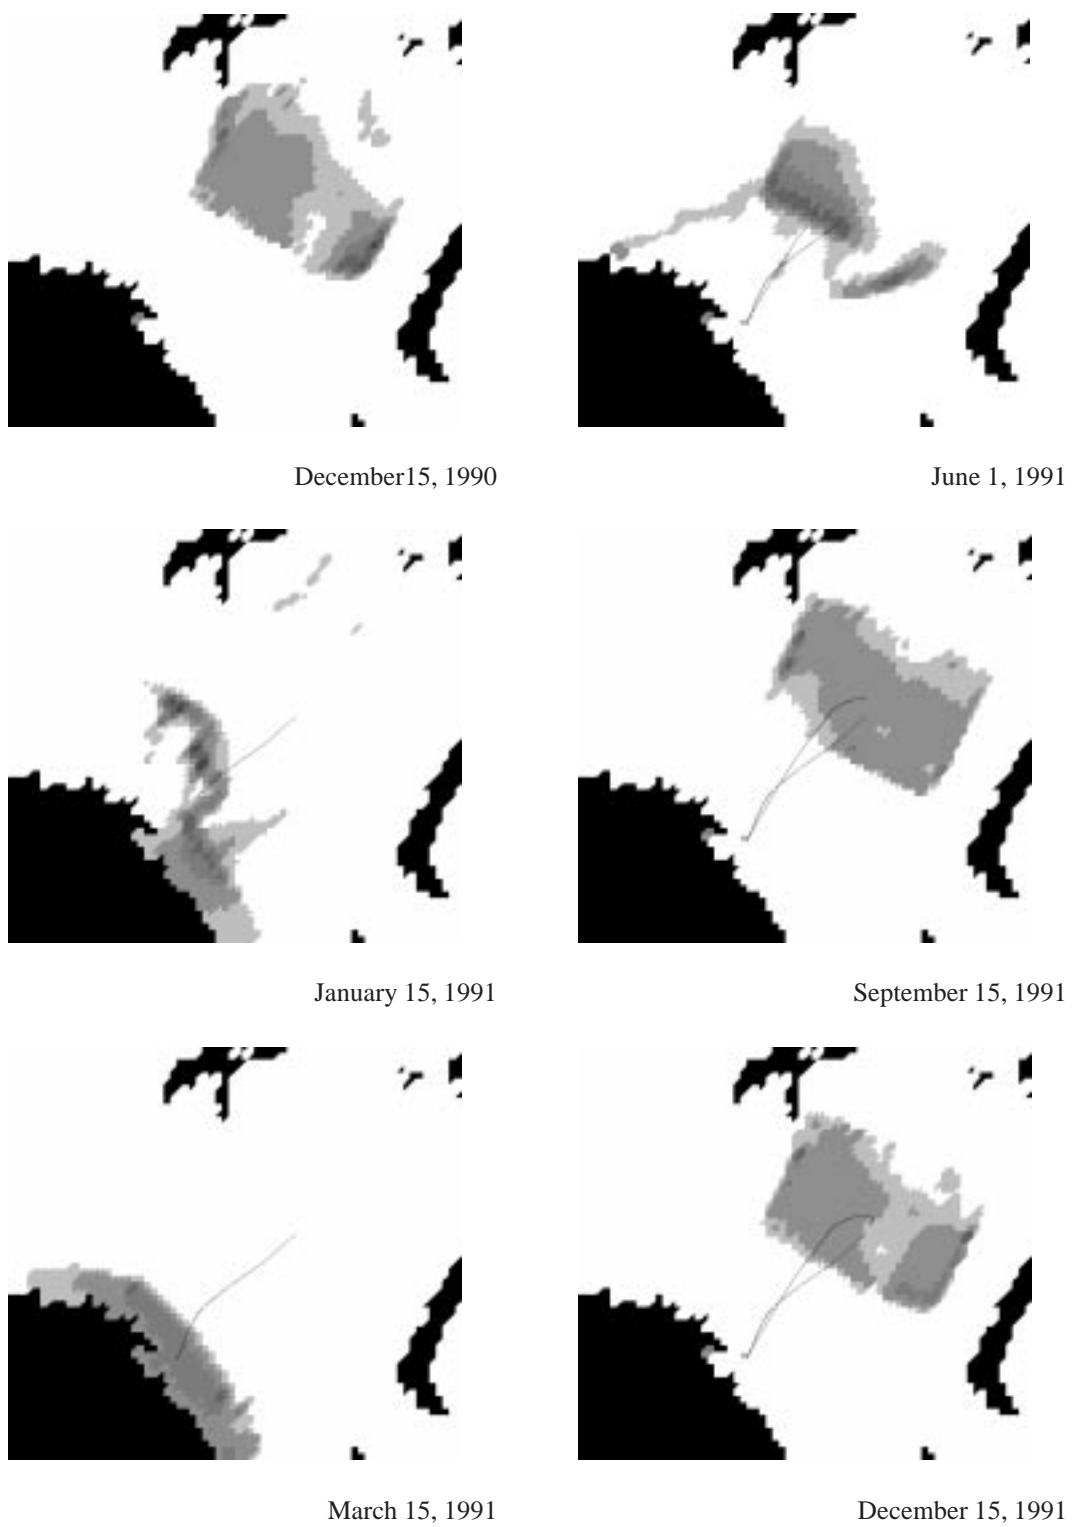 December15, 1990
June 1, 1991
January 15, 1991
September 15, 1991
March 15, 1991
December 15, 1991